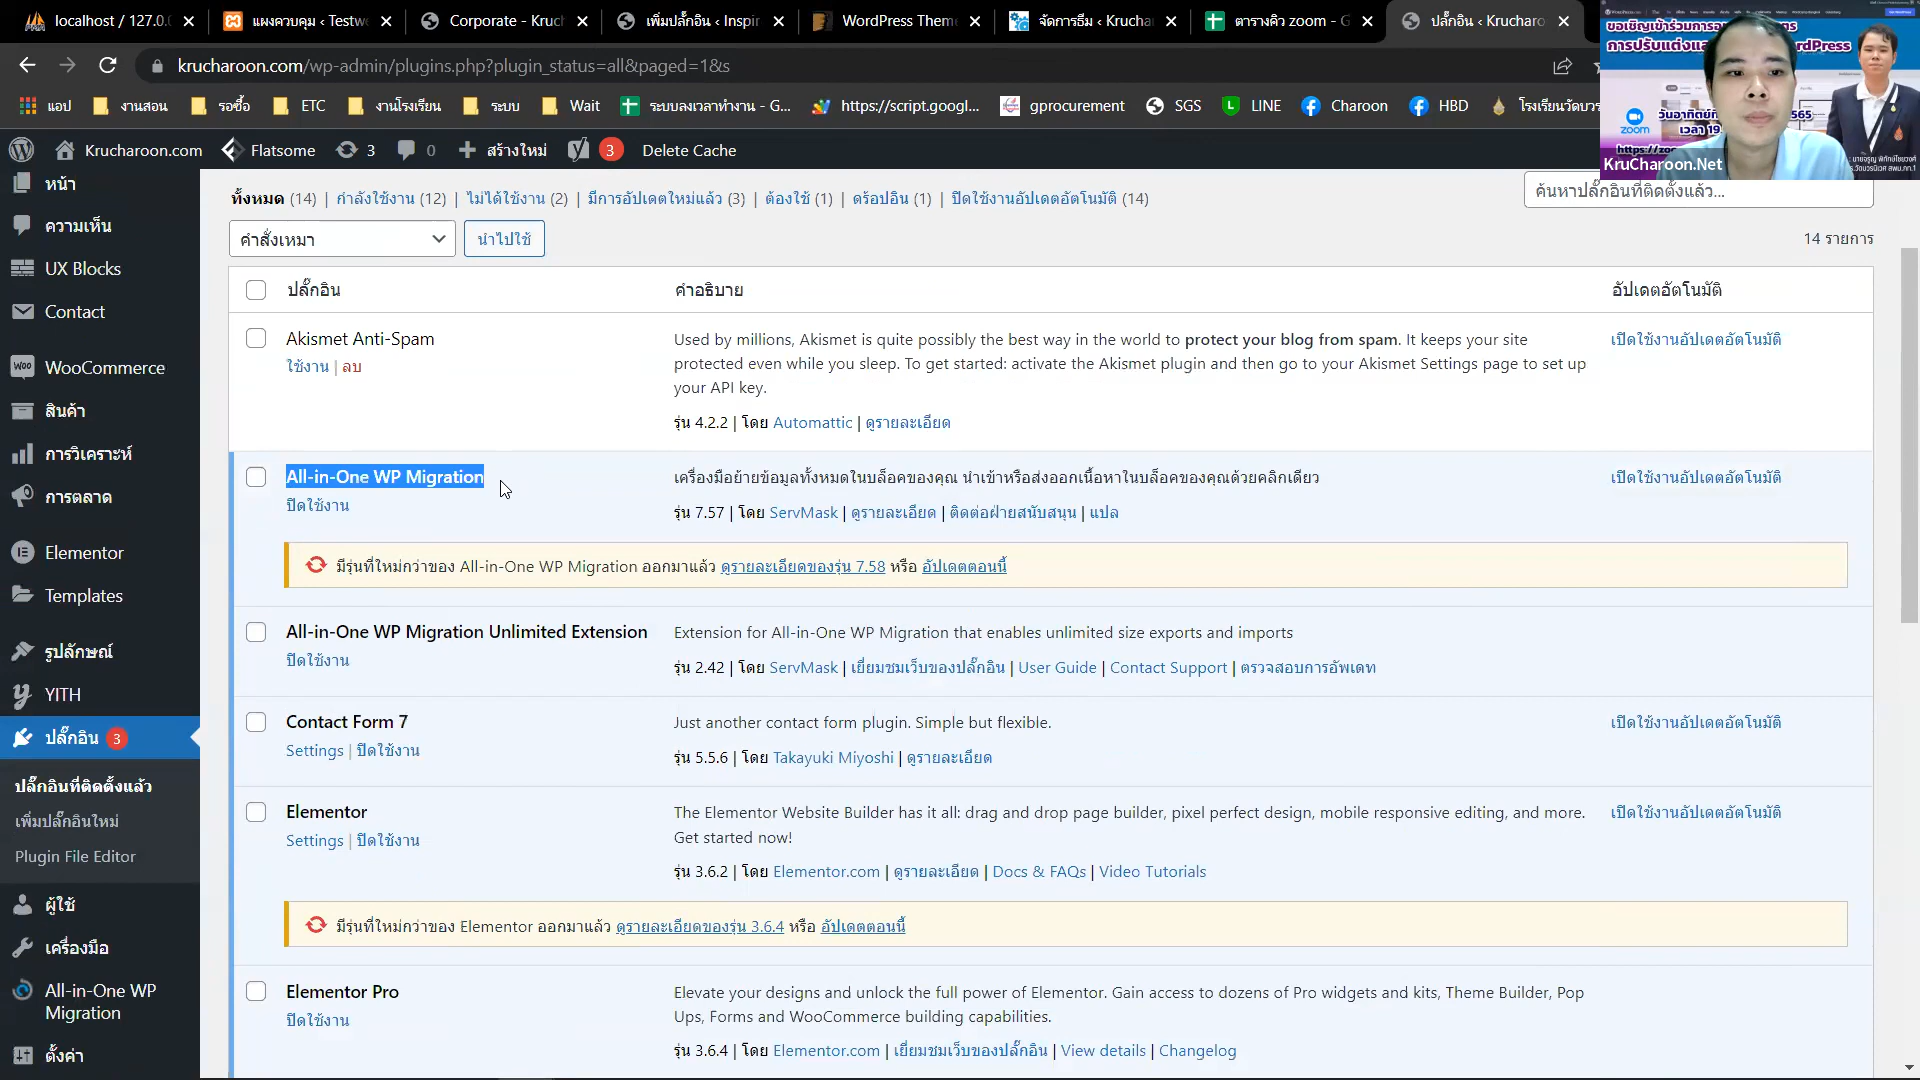 localhost / 127.0.
แผงควบคุม ‹ Testwe
Corporate - Kruch
เพิ่มปลั๊กอิน ‹ Inspir
WordPress Them
จัดการธีม ‹ Krucha
ตารางคิว zoom - G
ปลั๊กอิน ‹ Krucharo
krucharoon.com/wp-admin/plugins.php?plugin_status=all&paged=1&s
แอป
งานสอน
รอซื้อ
ETC
งานโรงเรียน
ระบบ
Wait
ระบบลงเวลาทำงาน - G...
https://script.googl...
gprocurement
SGS
LINE
Charoon
HBD
โรงเรียนวัดบวร
zoom
KruCharoon.Net
Krucharoon.com
Flatsome
3
0
สร้างใหม่
3
Delete Cache
หน้า
ความเห็น
UX Blocks
Contact
WooCommerce
สินค้า
การวิเคราะห์
การตลาด
Elementor
Templates
รูปลักษณ์
YITH
ปลั๊กอิน 3
ปลั๊กอินที่ติดตั้งแล้ว
เพิ่มปลั๊กอินใหม่
Plugin File Editor
ผู้ใช้
เครื่องมือ
All-in-One WP
Migration
ตั้งค่า
ทั้งหมด (14) | กำลังใช้งาน (12) | ไม่ได้ใช้งาน (2) | มีการอัปเดตใหม่แล้ว (3) | ต้องใช้ (1) | ดร็อปอิน (1) | ปิดใช้งานอัปเดตอัตโนมัติ (14)
ค้นหาปลั๊กอินที่ติดตั้งแล้ว...
คำสั่งเหมา
นำไปใช้
14 รายการ
ปลั๊กอิน
คำอธิบาย
อัปเดตอัตโนมัติ
Akismet Anti-Spam
ใช้งาน | ลบ
Used by millions, Akismet is quite possibly the best way in the world to protect your blog from spam. It keeps your site
protected even while you sleep. To get started: activate the Akismet plugin and then go to your Akismet Settings page to set up
your API key.
รุ่น 4.2.2 | โดย Automattic | ดูรายละเอียด
เปิดใช้งานอัปเดตอัตโนมัติ
All-in-One WP Migration
ปิดใช้งาน
เครื่องมือย้ายข้อมูลทั้งหมดในบล็อคของคุณ นำเข้าหรือส่งออกเนื้อหาในบล็อคของคุณด้วยคลิกเดียว
รุ่น 7.57 | โดย ServMask | ดูรายละเอียด | ติดต่อฝ่ายสนับสนุน | แปล
เปิดใช้งานอัปเดตอัตโนมัติ
มีรุ่นที่ใหม่กว่าของ All-in-One WP Migration ออกมาแล้ว ดูรายละเอียดของรุ่น 7.58 หรือ อัปเดตตอนนี้
All-in-One WP Migration Unlimited Extension
ปิดใช้งาน
Extension for All-in-One WP Migration that enables unlimited size exports and imports
รุ่น 2.42 | โดย ServMask | เยี่ยมชมเว็บของปลั๊กอิน | User Guide | Contact Support | ตรวจสอบการอัพเดท
Contact Form 7
Settings | ปิดใช้งาน
Just another contact form plugin. Simple but flexible.
รุ่น 5.5.6 | โดย Takayuki Miyoshi | ดูรายละเอียด
เปิดใช้งานอัปเดตอัตโนมัติ
Elementor
Settings | ปิดใช้งาน
The Elementor Website Builder has it all: drag and drop page builder, pixel perfect design, mobile responsive editing, and more.
Get started now!
รุ่น 3.6.2 | โดย Elementor.com | ดูรายละเอียด | Docs & FAQs | Video Tutorials
เปิดใช้งานอัปเดตอัตโนมัติ
มีรุ่นที่ใหม่กว่าของ Elementor ออกมาแล้ว ดูรายละเอียดของรุ่น 3.6.4 หรือ อัปเดตตอนนี้
Elementor Pro
ปิดใช้งาน
Elevate your designs and unlock the full power of Elementor. Gain access to dozens of Pro widgets and kits, Theme Builder, Pop
Ups, Forms and WooCommerce building capabilities.
รุ่น 3.6.4 | โดย Elementor.com | เยี่ยมชมเว็บของปลั๊กอิน | View details | Changelog